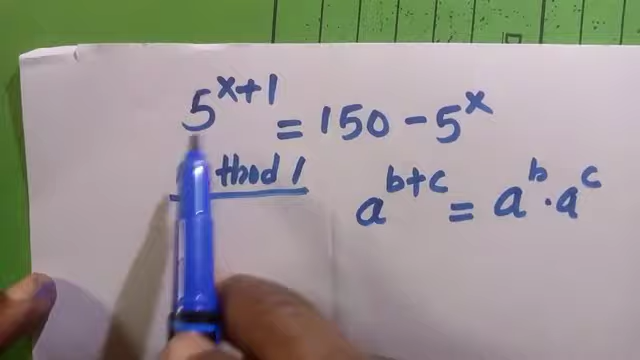 5^{x+1} = 150 - 5^x
thod 1
a^{b+c} = a^b · a^c